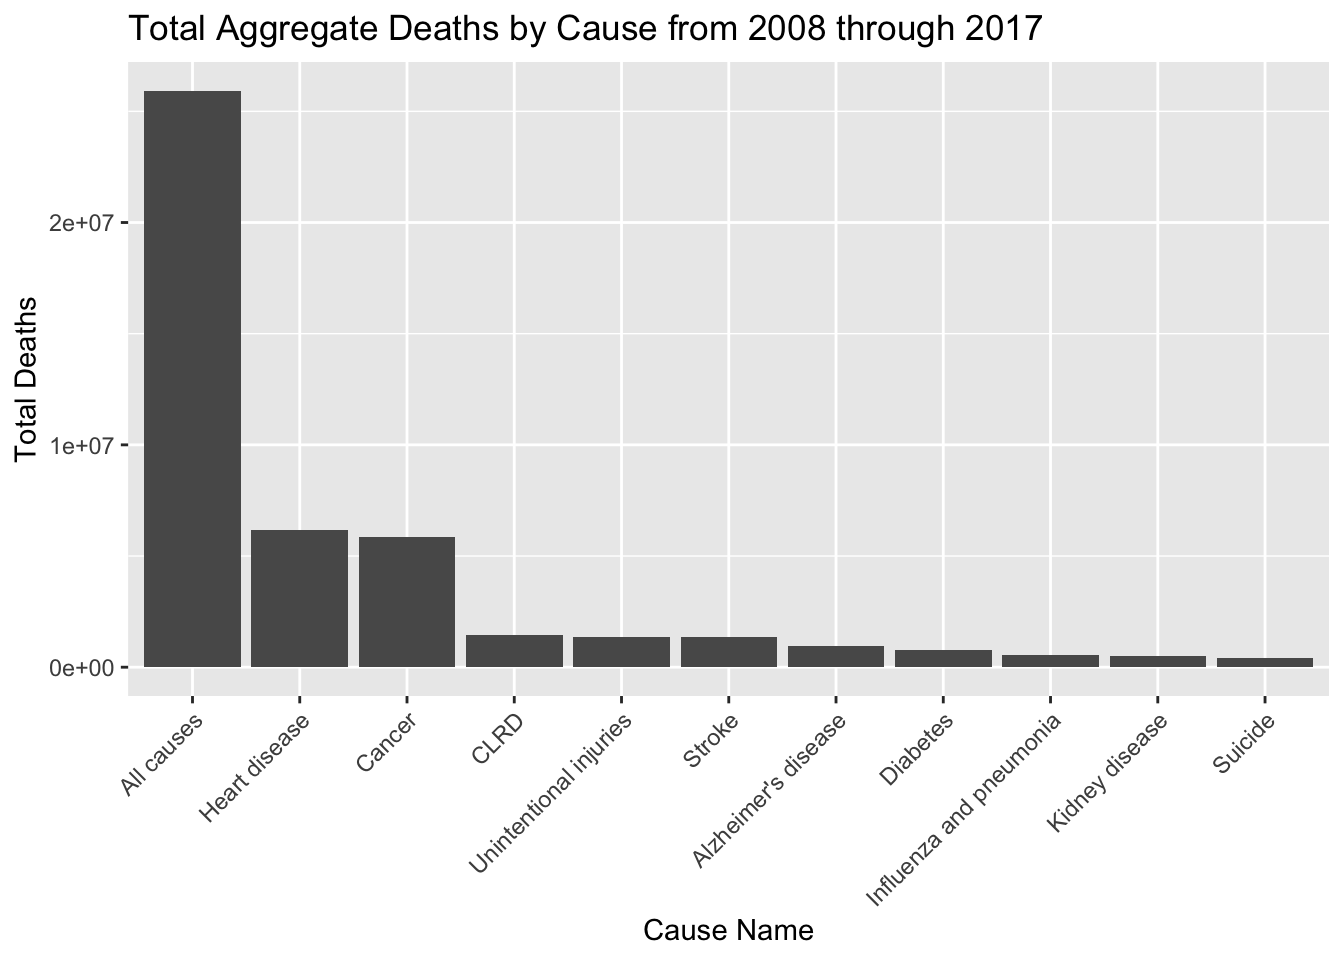 Total Aggregate Deaths by Cause from 2008 through 2017
Total Deaths
2e+07
1e+07
0e+00
All causes
Heart disease
Cancer
CLRD
Unintentional injuries
Stroke
Alzheimer's disease
Diabetes
Influenza and pneumonia
Kidney disease
Suicide
Cause Name